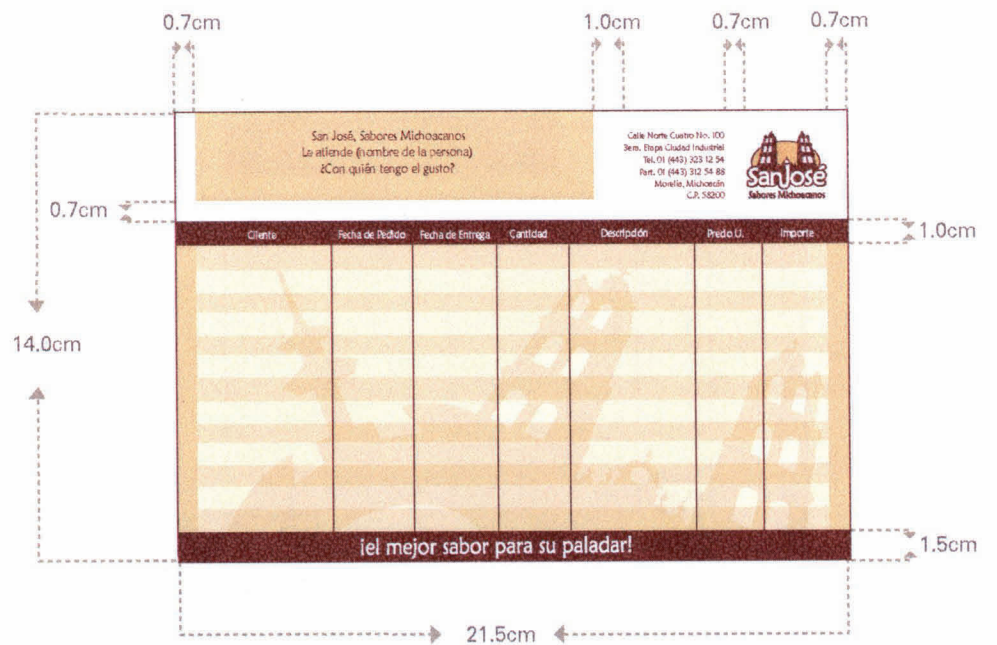 0.7cm 1.0cm 0.7cm 0.7cm
San José, Sabores Michoacanos
Le atiende (nombre de la persona)
¿Con quién tengo el gusto?
Calle Norte Cuatro No. 100
3era. Etapa Ciudad Industrial
Tel. 01 (443) 323 12 54
Part. 01 (443) 312 54 88
Morelia, Michoacán
C.P. 58200
San José
Sabores Michoacanos
0.7cm
1.0cm
Cliente Fecha de Pedido Fecha de Entrega Cantidad Descripción Precio U. Importe
14.0cm
¡el mejor sabor para su paladar!
1.5cm
21.5cm